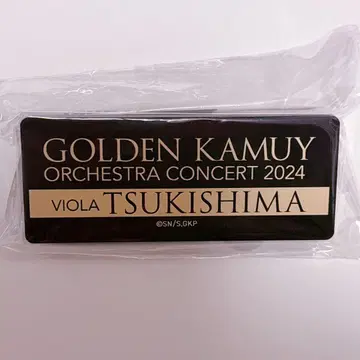 GOLDEN KAMUY
ORCHESTRA CONCERT 2024
VIOLA TSUKISHIMA
©SN/S,GKP